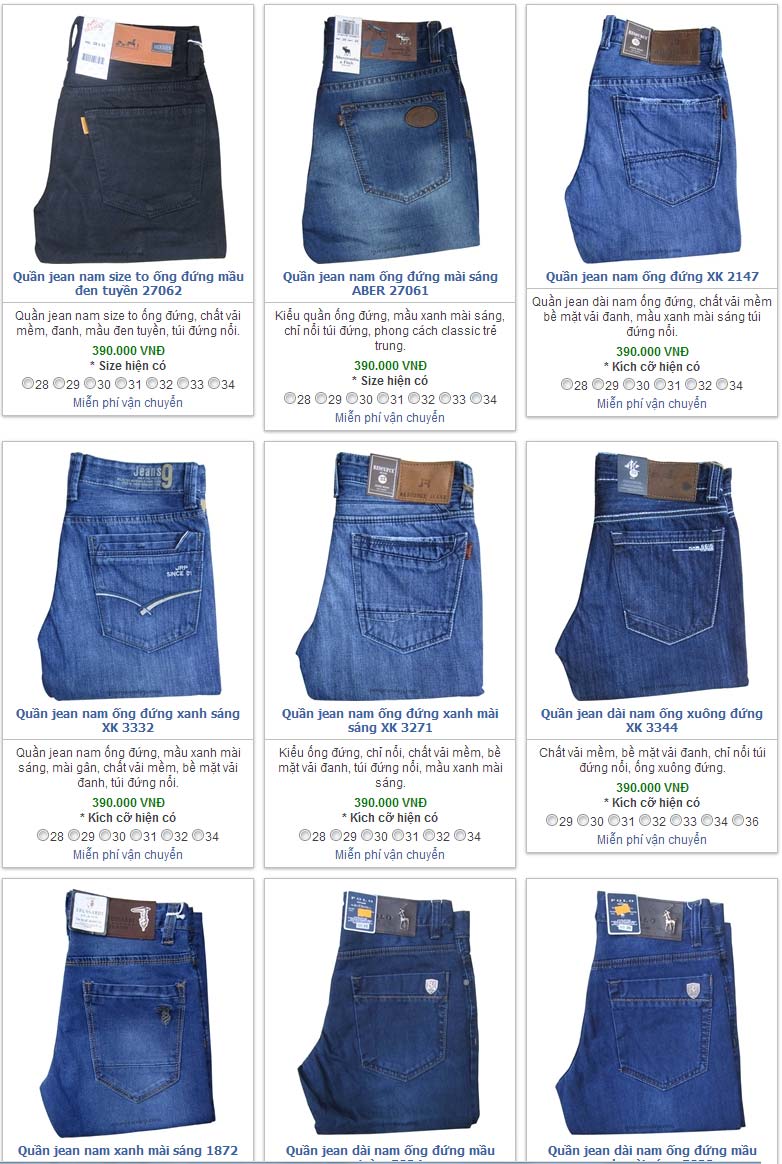 Quần jean nam size to ống đứng mầu
đen tuyền 27062
Quần jean nam size to ống đứng, chất vải
mềm, đanh, mầu đen tuyền, túi đứng nổi.
390.000 VNĐ
* Size hiện có
28 29 30 31 32 33 34
Miễn phí vận chuyển
Quần jean nam ống đứng mài sáng
ABER 27061
Kiểu quần ống đứng, mầu xanh mài sáng,
chỉ nổi túi đứng, phong cách classic trẻ
trung.
390.000 VNĐ
* Size hiện có
28 29 30 31 32 33 34
Miễn phí vận chuyển
Quần jean nam ống đứng XK 2147
Quần jean dài nam ống đứng, chất vải mềm
bề mặt vải đanh, mầu xanh mài sáng túi
đứng nổi.
390.000 VNĐ
* Kích cỡ hiện có
28 29 30 31 32 34
Miễn phí vận chuyển
Jeans9
JRP
SINCE 01
Quần jean nam ống đứng xanh sáng
XK 3332
Quần jean nam ống đứng, mầu xanh mài
sáng, mài gân, chất vải mềm, bề mặt vải
đanh, túi đứng nổi.
390.000 VNĐ
* Kích cỡ hiện có
28 29 30 31 32 34
Miễn phí vận chuyển
Quần jean nam ống đứng xanh mài
sáng XK 3271
Kiểu ống đứng, chỉ nổi, chất vải mềm, bề
mặt vải đanh, túi đứng nổi, mầu xanh mài
sáng.
390.000 VNĐ
* Kích cỡ hiện có
28 29 30 31 32 34
Miễn phí vận chuyển
Quần jean dài nam ống xuông đứng
XK 3344
Chất vải mềm, bề mặt vải đanh, chỉ nổi túi
đứng nổi, ống xuông đứng.
390.000 VNĐ
* Kích cỡ hiện có
29 30 31 32 33 34 36
Miễn phí vận chuyển
Quần jean nam xanh mài sáng 1872
POLO
Quần jean dài nam ống đứng mầu
POLO
Quần jean dài nam ống đứng mầu